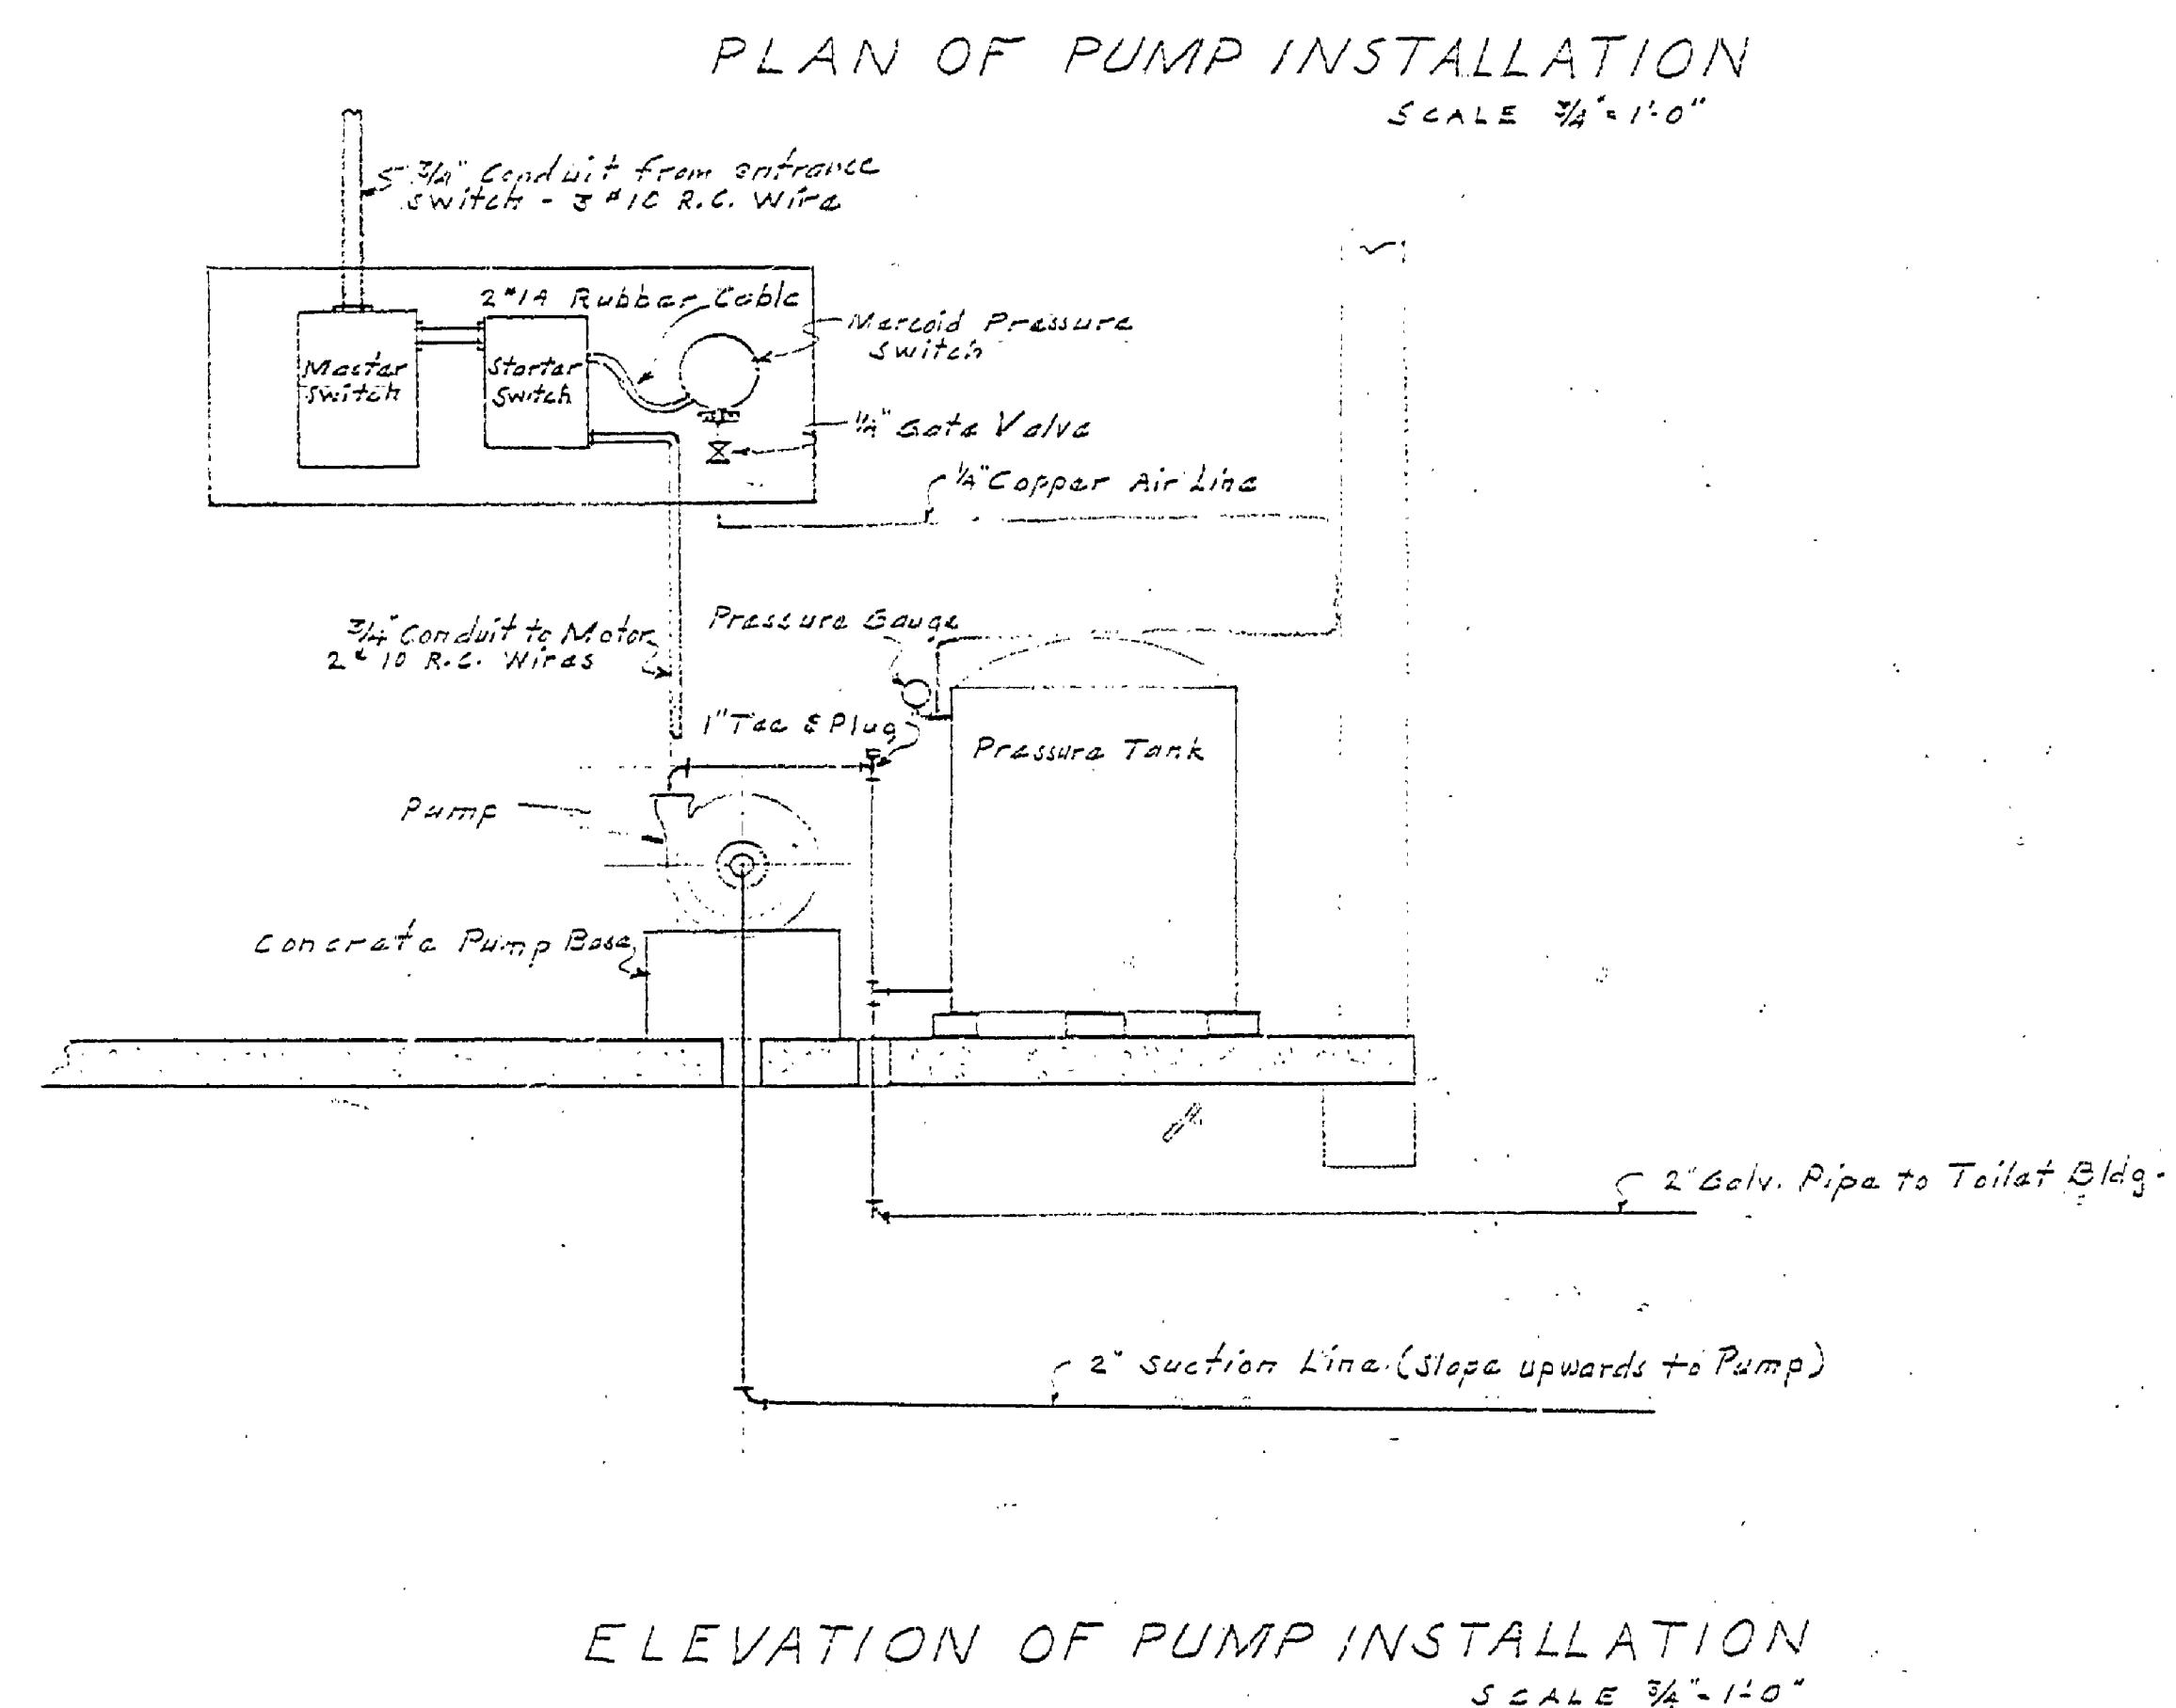 PLAN OF PUMP INSTALLATION
SCALE 3/4" = 1'-0"
3/4" Conduit from entrance
switch - 3 #10 R.C. Wire
2 #14 Rubber Cable
Mercoid Pressure
Switch
Master
Switch
Starter
Switch
1/4" Gate Valve
1/4" Copper Air Line
3/4" Conduit to Motor
2 #10 R.C. Wires
Pressure Gauge
1" Tee & Plug
Pressure Tank
Pump
Concrete Pump Base
2" Galv. Pipe to Toilet Bldg.
2" Suction Line. (Slope upwards to Pump)
ELEVATION OF PUMP INSTALLATION
SCALE 3/4" = 1'-0"